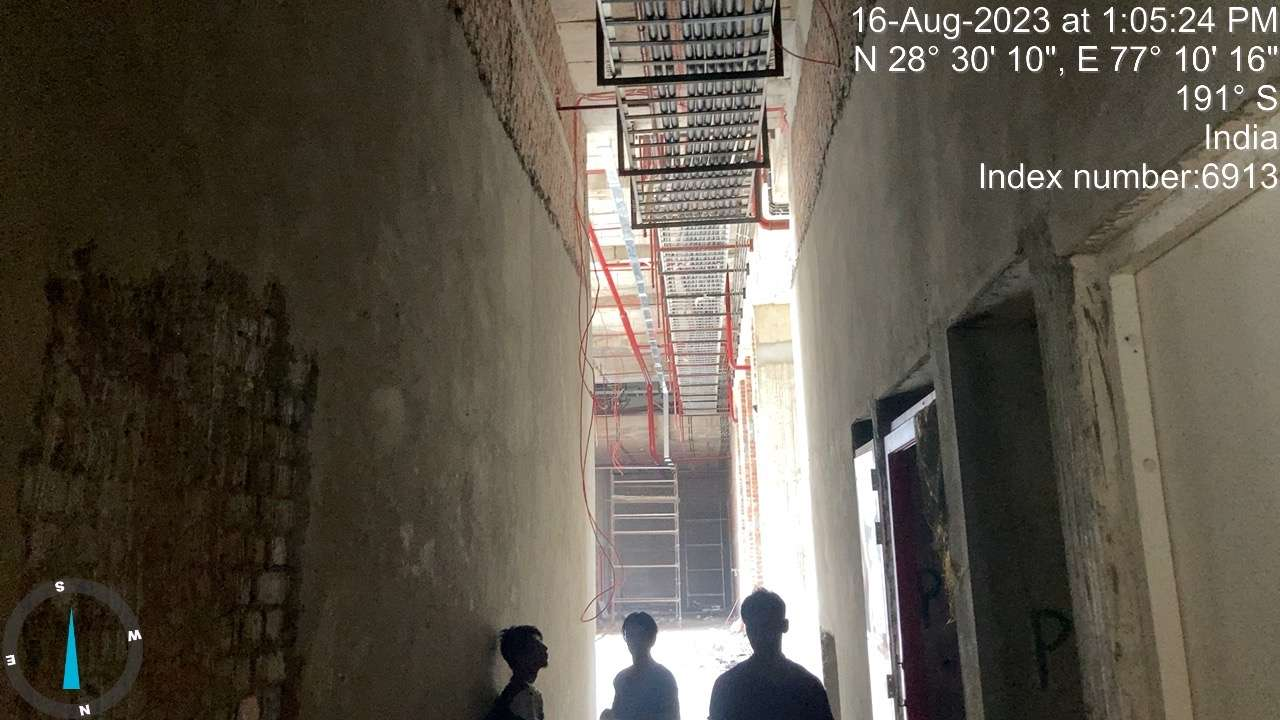 16-Aug-2023 at 1:05:24 PM
N 28° 30' 10", E 77° 10' 16"
191° S
India
Index number:6913
P
P
S
W
E
N